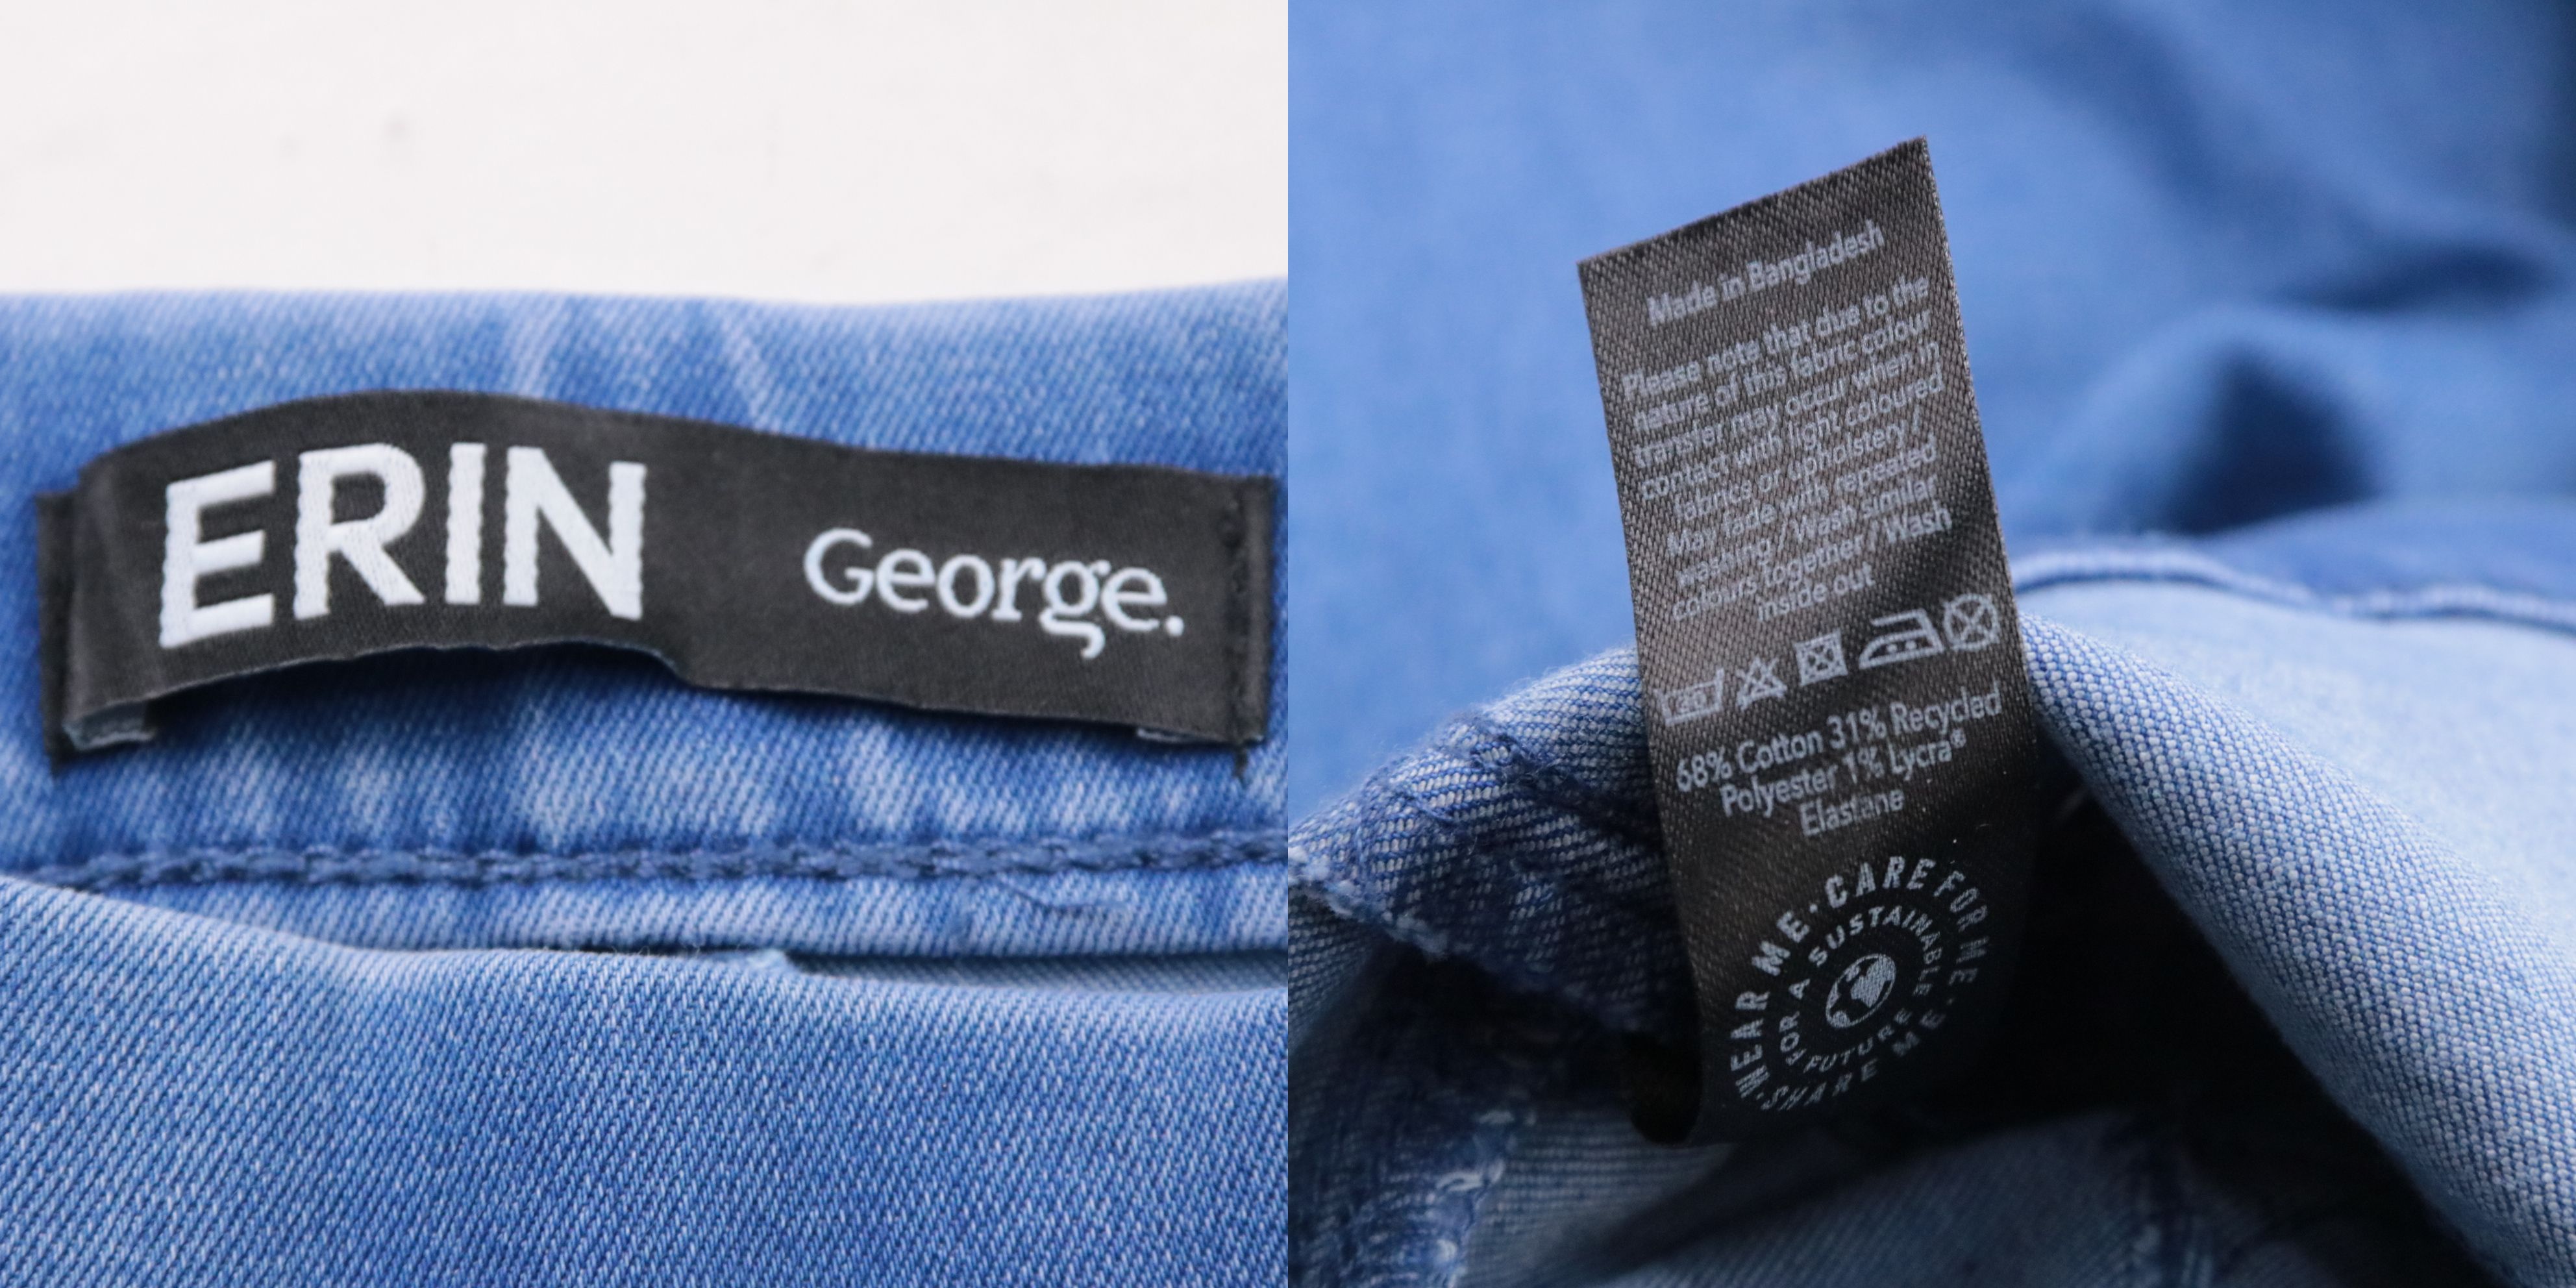 ERIN George.
Made in Bangladesh
Please note that due to the
nature of this fabric colour
transfer may occur when in
contact with light coloured
fabrics or upholstery /
May fade with repeated
washing / Wash similar
colours together / Wash
inside out
68% Cotton 31% Recycled
Polyester 1% Lycra®
Elastane
WEAR ME · CARE FOR ME · SHARE ME ·
FOR A SUSTAINABLE FUTURE